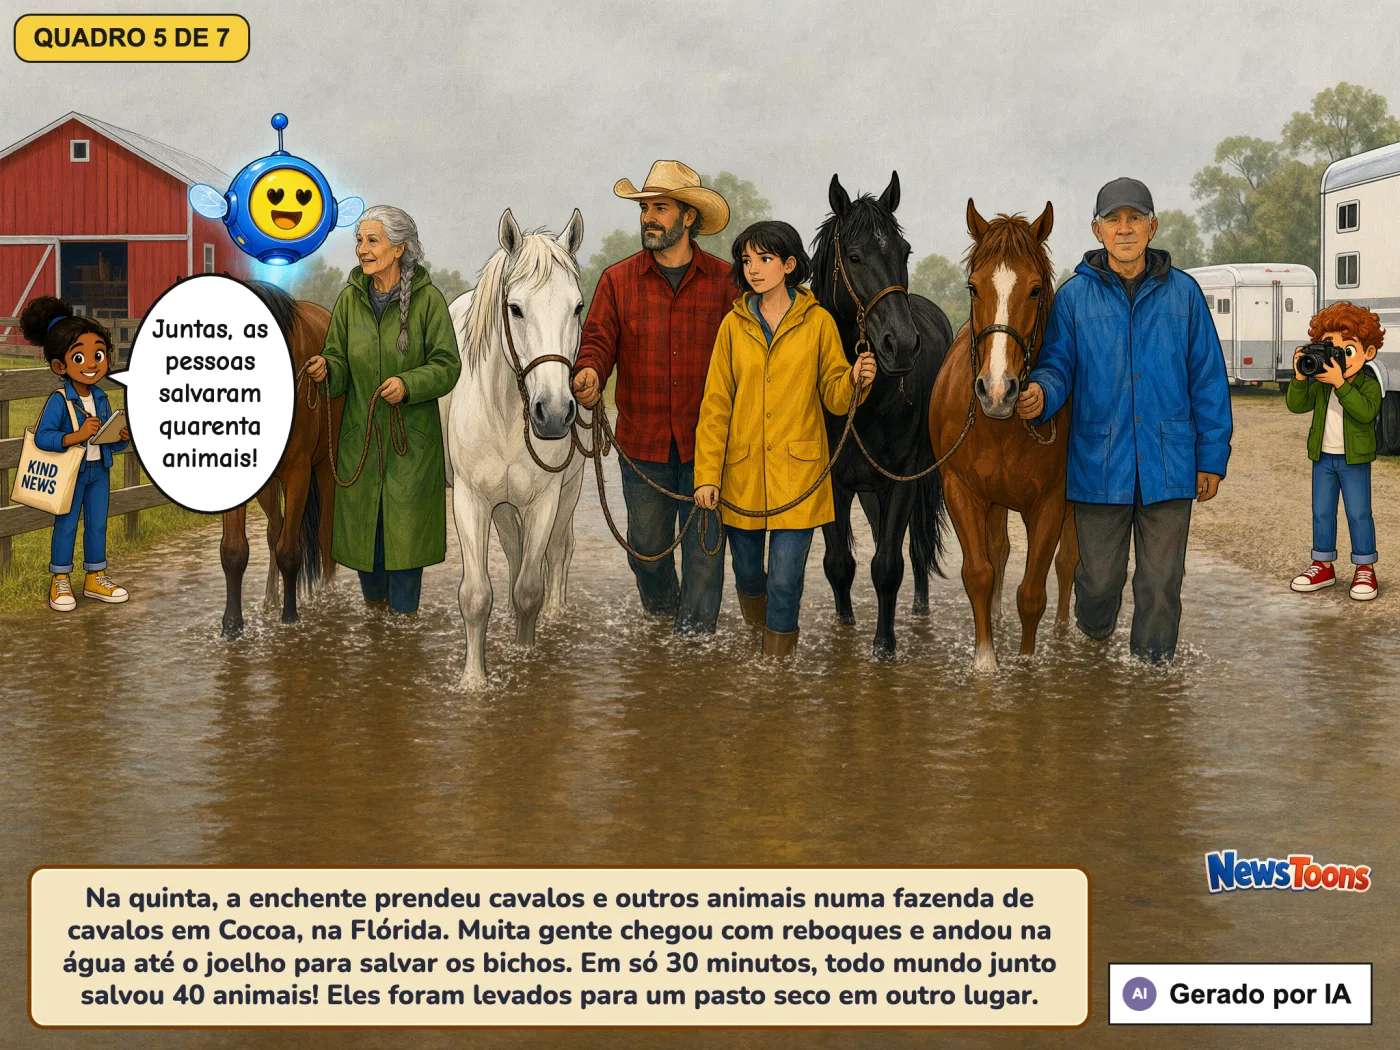 QUADRO 5 DE 7
Juntas, as
pessoas
salvaram
quarenta
animais!
KIND
NEWS
NewsToons
Na quinta, a enchente prendeu cavalos e outros animais numa fazenda de
cavalos em Cocoa, na Flórida. Muita gente chegou com reboques e andou na
água até o joelho para salvar os bichos. Em só 30 minutos, todo mundo junto
salvou 40 animais! Eles foram levados para um pasto seco em outro lugar.
AI Gerado por IA